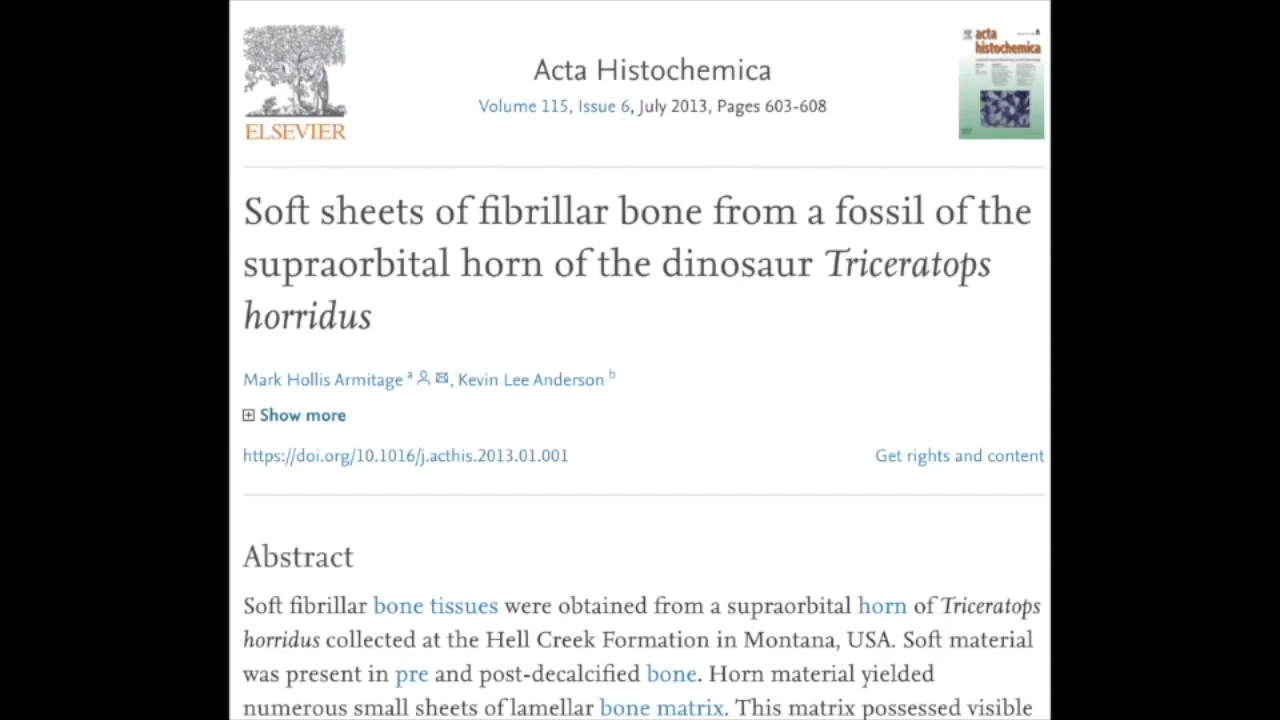 ELSEVIER
Acta Histochemica
Volume 115, Issue 6, July 2013, Pages 603-608
acta
histochemica
Soft sheets of fibrillar bone from a fossil of the
supraorbital horn of the dinosaur Triceratops
horridus
Mark Hollis Armitage a, Kevin Lee Anderson b
Show more
https://doi.org/10.1016/j.acthis.2013.01.001
Get rights and content
Abstract
Soft fibrillar bone tissues were obtained from a supraorbital horn of Triceratops
horridus collected at the Hell Creek Formation in Montana, USA. Soft material
was present in pre and post-decalcified bone. Horn material yielded
numerous small sheets of lamellar bone matrix. This matrix possessed visible